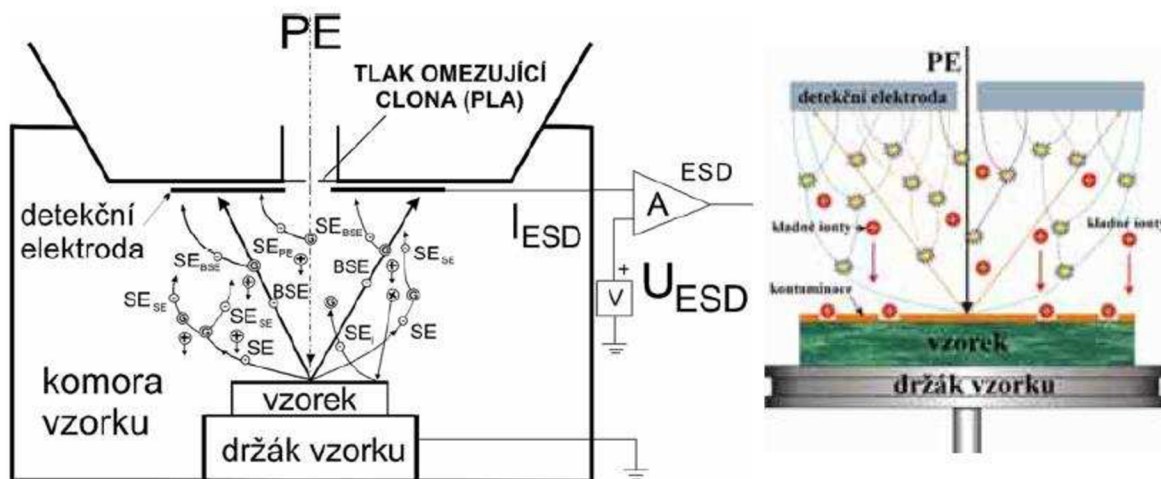 PE
TLAK OMEZUJÍCÍ
CLONA (PLA)
detekční
elektroda
ESD
A
I_ESD
+
V
U_ESD
SE_PE
SE_BSE
SE_SE
SE_BSE
BSE
BSE
SE_SE
SE_SE
SE
SE_i
SE
G
G
G
G
G
G
komora
vzorku
vzorek
držák vzorku
PE
detekční elektroda
kladné ionty
kladné ionty
kontaminace
vzorek
držák vzorku